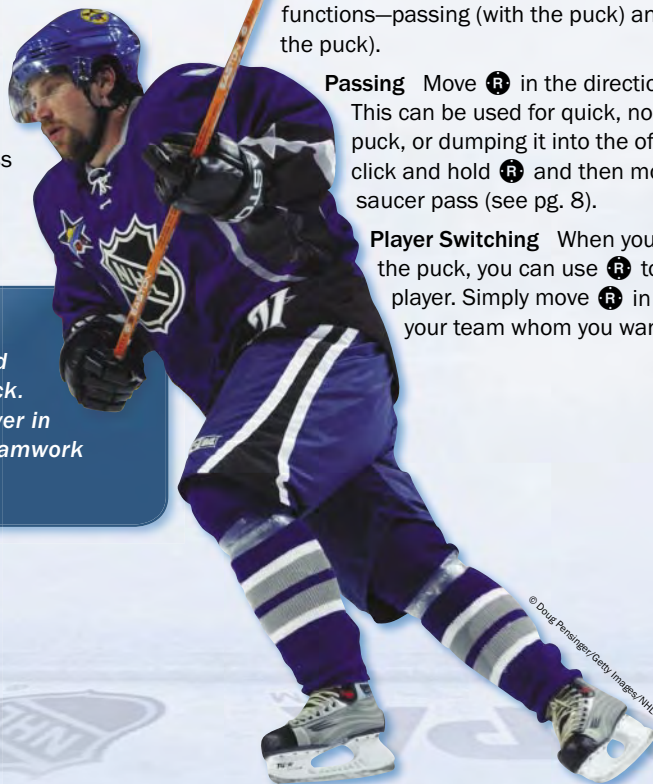 functions—passing (with the puck) an
the puck).
Passing Move R in the directio
This can be used for quick, no
puck, or dumping it into the of
click and hold R and then mo
saucer pass (see pg. 8).
Player Switching When you
the puck, you can use R to
player. Simply move R in
your team whom you wan
s
d
ck.
yer in
amwork
NHL
© Doug Pensinger/Getty Images/NHL
NHL